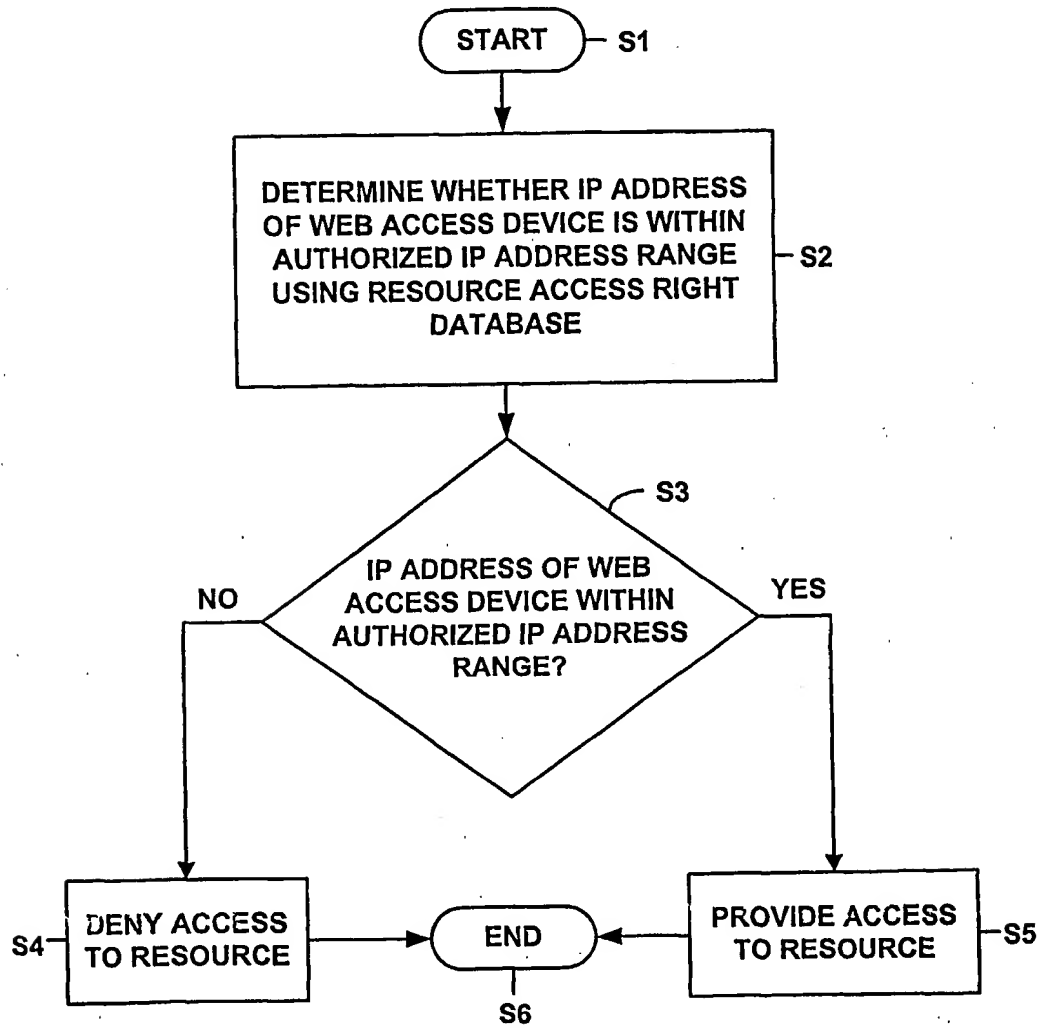 START
S1
DETERMINE WHETHER IP ADDRESS
OF WEB ACCESS DEVICE IS WITHIN
AUTHORIZED IP ADDRESS RANGE
USING RESOURCE ACCESS RIGHT
DATABASE
S2
S3
IP ADDRESS OF WEB
ACCESS DEVICE WITHIN
AUTHORIZED IP ADDRESS
RANGE?
NO
YES
S4
DENY ACCESS
TO RESOURCE
END
S6
PROVIDE ACCESS
TO RESOURCE
S5